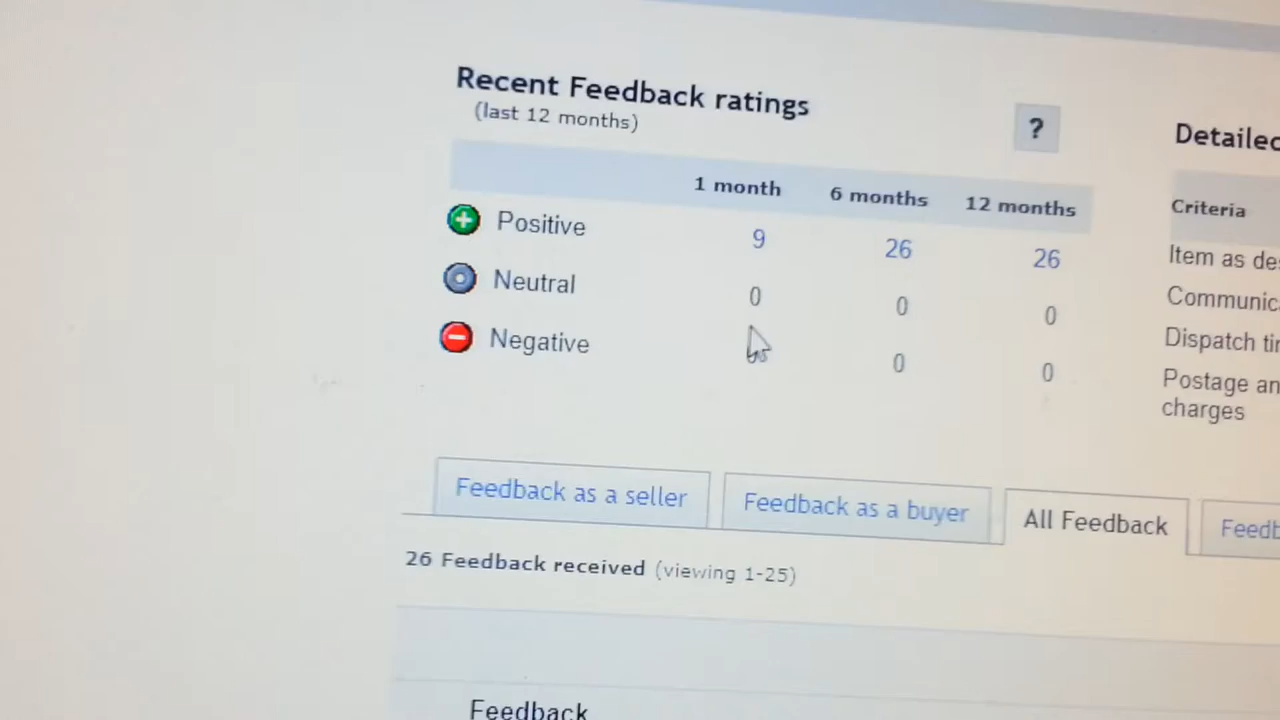 Recent Feedback ratings
(last 12 months)
?
1 month 6 months 12 months
Positive 9 26 26
Neutral 0 0 0
Negative 0 0
Detailed
Criteria
Item as de
Communic
Dispatch ti
Postage an
charges
Feedback as a seller
Feedback as a buyer
All Feedback
Feedb
26 Feedback received (viewing 1-25)
Feedback